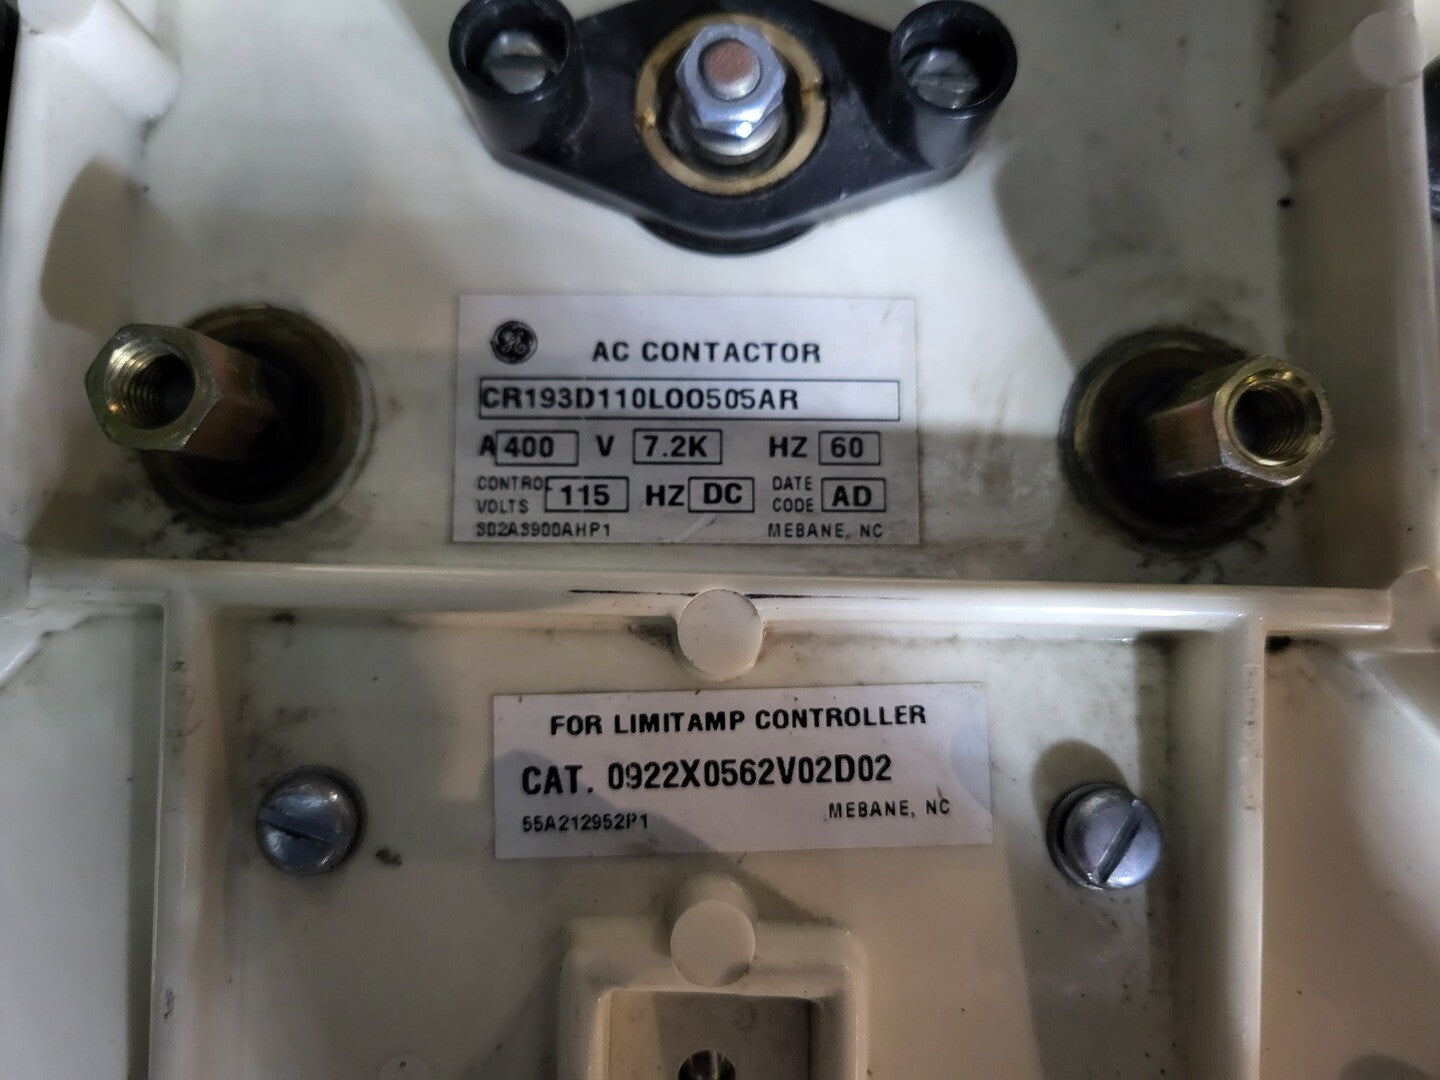 GE AC CONTACTOR
CR193D110LOO505AR
A 400 V 7.2K HZ 60
CONTROL VOLTS 115 HZ DC DATE CODE AD
302A3900AHP1 MEBANE, NC
FOR LIMITAMP CONTROLLER
CAT. 0922X0562V02D02
55A212952P1 MEBANE, NC